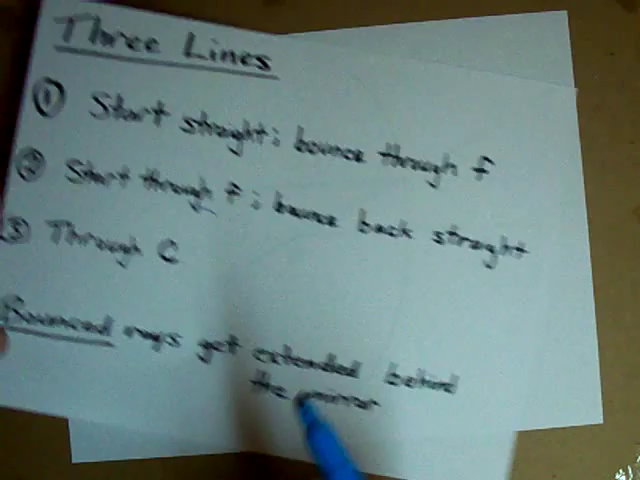 Three Lines
① Start straight; bounce through f
② Start through f; bounce back straight
③ Through C
Bounced rays get extended behind
the mirror